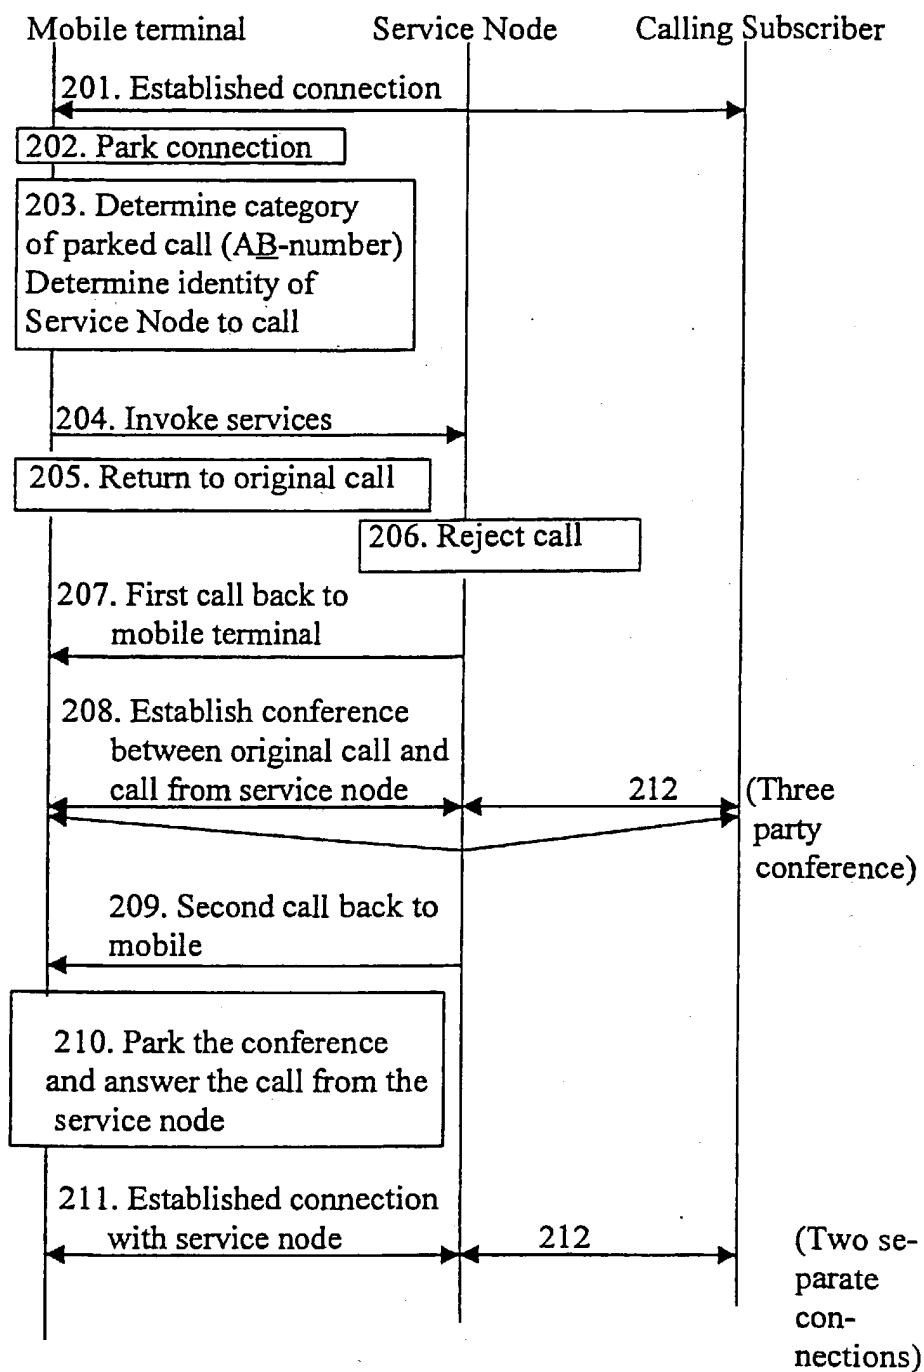 Mobile terminal Service Node Calling Subscriber
201. Established connection
202. Park connection
203. Determine category
of parked call (AB-number)
Determine identity of
Service Node to call
204. Invoke services
205. Return to original call
206. Reject call
207. First call back to
mobile terminal
208. Establish conference
between original call and
call from service node
212
(Three
party
conference)
209. Second call back to
mobile
210. Park the conference
and answer the call from the
service node
211. Established connection
with service node
212
(Two se-
parate
con-
nections)